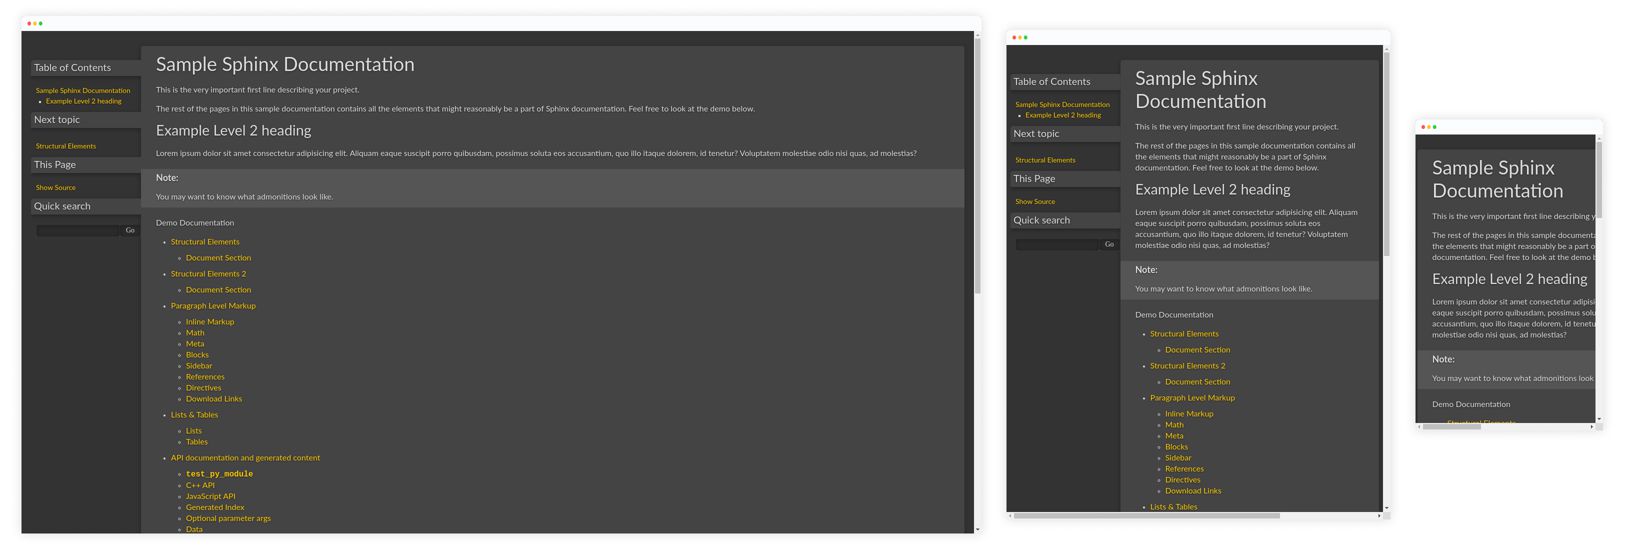 Table of Contents
Sample Sphinx Documentation
Example Level 2 heading
Next topic
Structural Elements
This Page
Show Source
Quick search
Go
Sample Sphinx Documentation
This is the very important first line describing your project.
The rest of the pages in this sample documentation contains all the elements that might reasonably be a part of Sphinx documentation. Feel free to look at the demo below.
Example Level 2 heading
Lorem ipsum dolor sit amet consectetur adipisicing elit. Aliquam eaque suscipit porro quibusdam, possimus soluta eos accusantium, quo illo itaque dolorem, id tenetur? Voluptatem molestiae odio nisi quas, ad molestias?
Note:
You may want to know what admonitions look like.
Demo Documentation
Structural Elements
Document Section
Structural Elements 2
Document Section
Paragraph Level Markup
Inline Markup
Math
Meta
Blocks
Sidebar
References
Directives
Download Links
Lists & Tables
Lists
Tables
API documentation and generated content
test_py_module
C++ API
JavaScript API
Generated Index
Optional parameter args
Data
Table of Contents
Sample Sphinx Documentation
Example Level 2 heading
Next topic
Structural Elements
This Page
Show Source
Quick search
Go
Sample Sphinx
Documentation
This is the very important first line describing your project.
The rest of the pages in this sample documentation contains all
the elements that might reasonably be a part of Sphinx
documentation. Feel free to look at the demo below.
Example Level 2 heading
Lorem ipsum dolor sit amet consectetur adipisicing elit. Aliquam
eaque suscipit porro quibusdam, possimus soluta eos
accusantium, quo illo itaque dolorem, id tenetur? Voluptatem
molestiae odio nisi quas, ad molestias?
Note:
You may want to know what admonitions look like.
Demo Documentation
Structural Elements
Document Section
Structural Elements 2
Document Section
Paragraph Level Markup
Inline Markup
Math
Meta
Blocks
Sidebar
References
Directives
Download Links
Lists & Tables
Sample Sphinx
Documentation
This is the very important first line describing y
The rest of the pages in this sample documenta
the elements that might reasonably be a part o
documentation. Feel free to look at the demo b
Example Level 2 heading
Lorem ipsum dolor sit amet consectetur adipisi
eaque suscipit porro quibusdam, possimus solu
accusantium, quo illo itaque dolorem, id tenetu
molestiae odio nisi quas, ad molestias?
Note:
You may want to know what admonitions look
Demo Documentation
Structural Elements